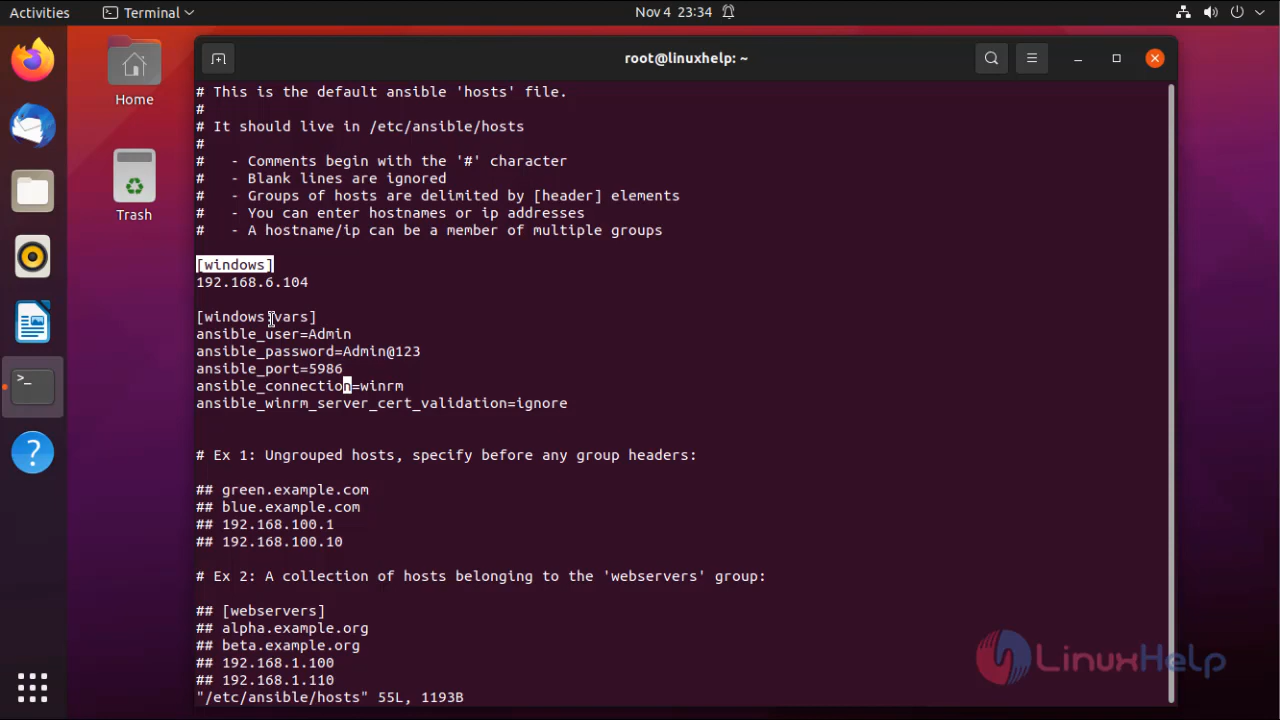 Activities
Terminal
Nov 4 23:34
Home
Trash
root@linuxhelp: ~
# This is the default ansible 'hosts' file.
#
# It should live in /etc/ansible/hosts
#
#   - Comments begin with the '#' character
#   - Blank lines are ignored
#   - Groups of hosts are delimited by [header] elements
#   - You can enter hostnames or ip addresses
#   - A hostname/ip can be a member of multiple groups
[windows]
192.168.6.104
[windows:vars]
ansible_user=Admin
ansible_password=Admin@123
ansible_port=5986
ansible_connection=winrm
ansible_winrm_server_cert_validation=ignore
# Ex 1: Ungrouped hosts, specify before any group headers:
## green.example.com
## blue.example.com
## 192.168.100.1
## 192.168.100.10
# Ex 2: A collection of hosts belonging to the 'webservers' group:
## [webservers]
## alpha.example.org
## beta.example.org
## 192.168.1.100
## 192.168.1.110
"/etc/ansible/hosts" 55L, 1193B
LinuxHelp